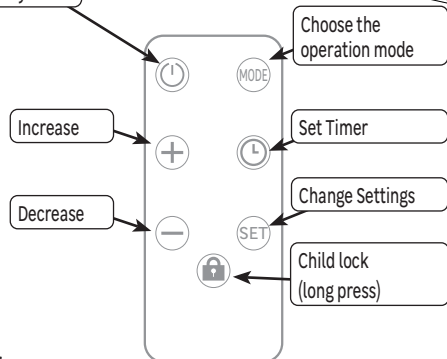 Choose the
operation mode
MODE
Increase
Set Timer
Decrease
Change Settings
SET
Child lock
(long press)